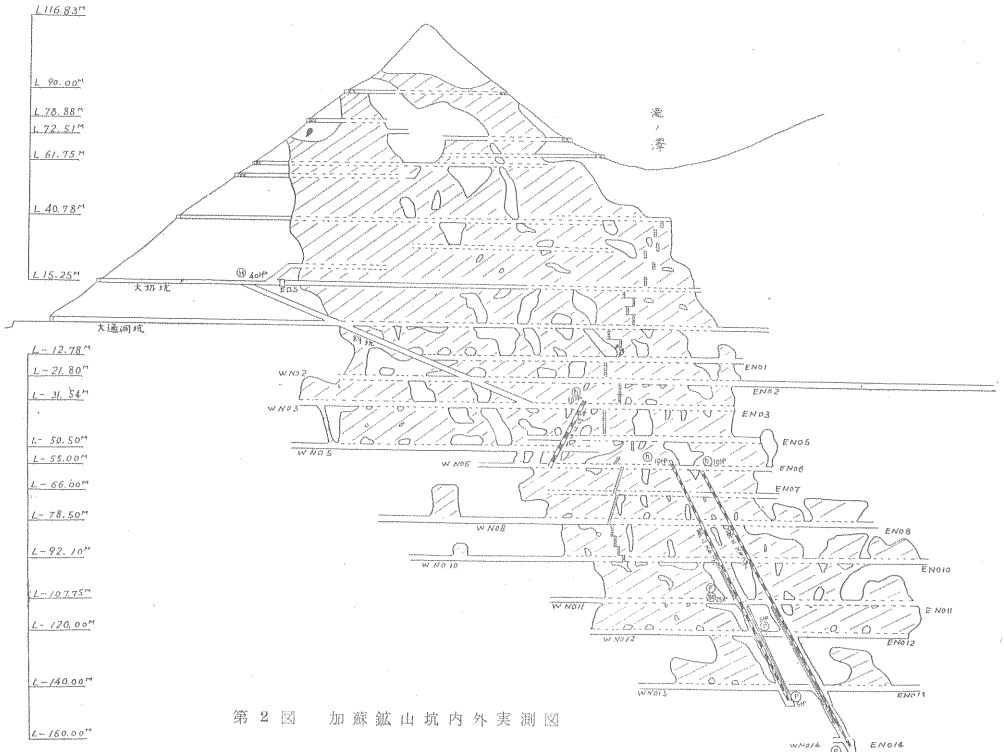 L 116.83ᴹ
L 90.00ᴹ
L 78.88ᴹ
L 72.51ᴹ
L 61.75ᴹ
L 40.78ᴹ
L 15.25ᴹ
滝ノ澤
Ⓗ 40HP
大切坑
大通洞坑
斜坑
L-12.78ᴹ
L-21.80ᴹ
L-31.54ᴹ
L-50.50ᴹ
L-55.00ᴹ
L-66.00ᴹ
L-78.50ᴹ
L-92.10ᴹ
L-107.75ᴹ
L-120.00ᴹ
L-140.00ᴹ
L-160.00ᴹ
ENO1
WNO2
ENO2
WNO3
ENO3
WNO5
ENO5
WNO6
ENO6
ENO7
WNO8
ENO8
WNO10
ENO10
WNO11
ENO11
WNO12
ENO12
WNO13
ENO13
WNO14
ENO14
第2図 加蘇鉱山坑内外実測図